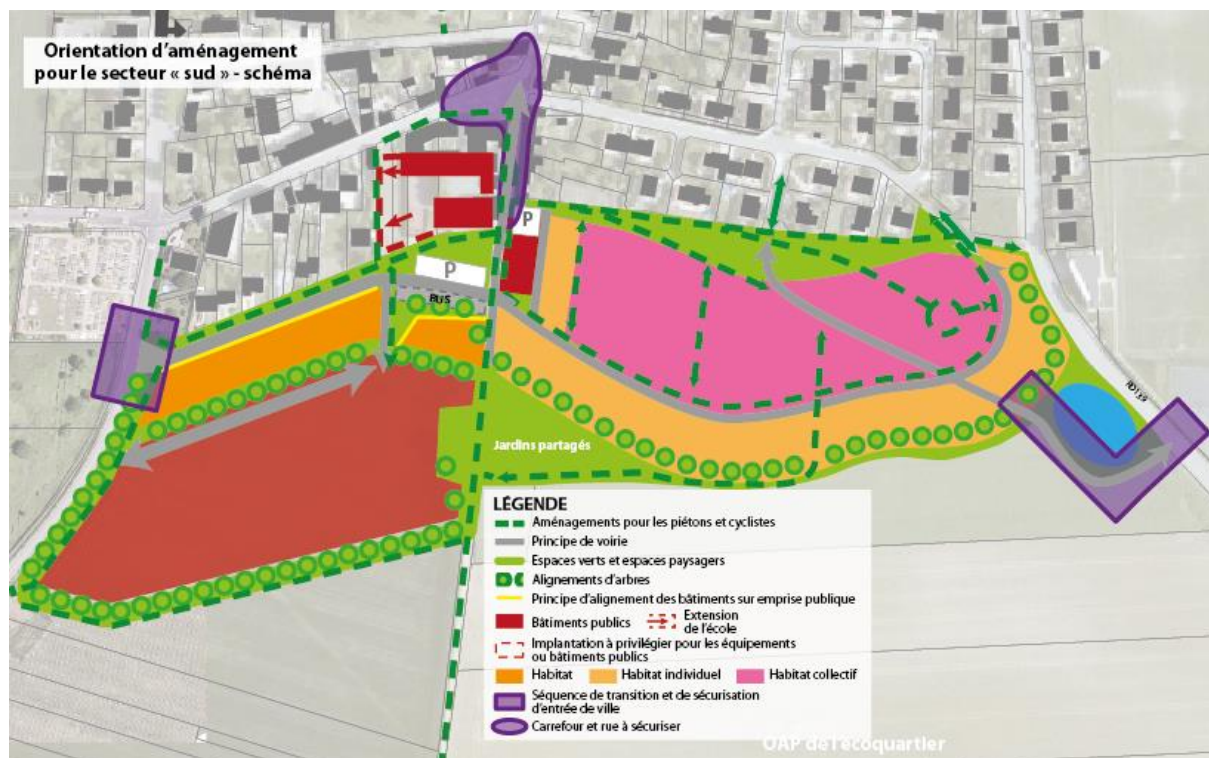 Orientation d'aménagement
pour le secteur « sud » - schéma
P
P
BUS
RD139
Jardins partagés
LÉGENDE
Aménagements pour les piétons et cyclistes
Principe de voirie
Espaces verts et espaces paysagers
Alignements d'arbres
Principe d'alignement des bâtiments sur emprise publique
Bâtiments publics
Extension
de l'école
Implantation à privilégier pour les équipements
ou bâtiments publics
Habitat
Habitat individuel
Habitat collectif
Séquence de transition et de sécurisation
d'entrée de ville
Carrefour et rue à sécuriser
OAP de l'écoquartier